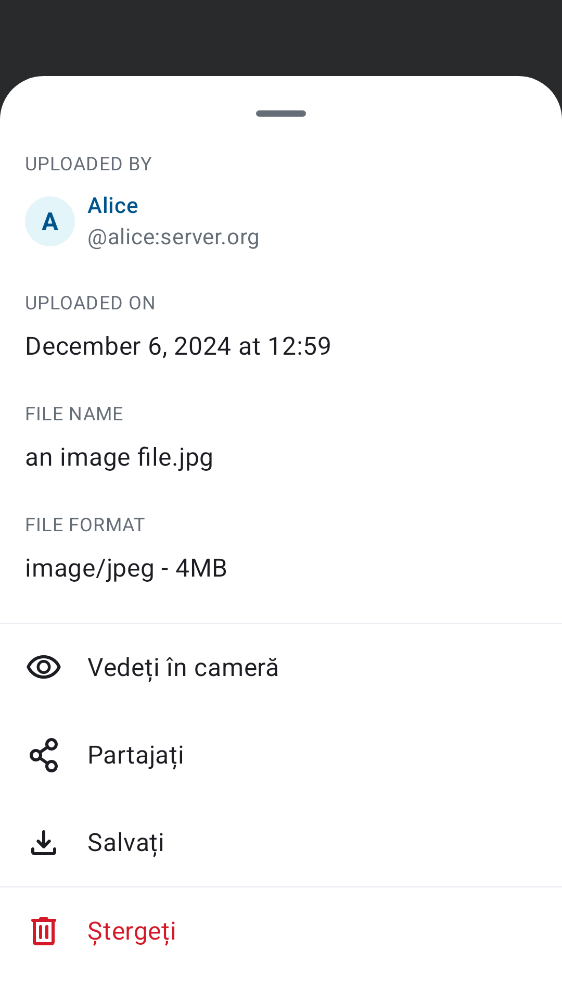 UPLOADED BY
A
Alice
@alice:server.org
UPLOADED ON
December 6, 2024 at 12:59
FILE NAME
an image file.jpg
FILE FORMAT
image/jpeg - 4MB
Vedeți în cameră
Partajați
Salvați
Ștergeți